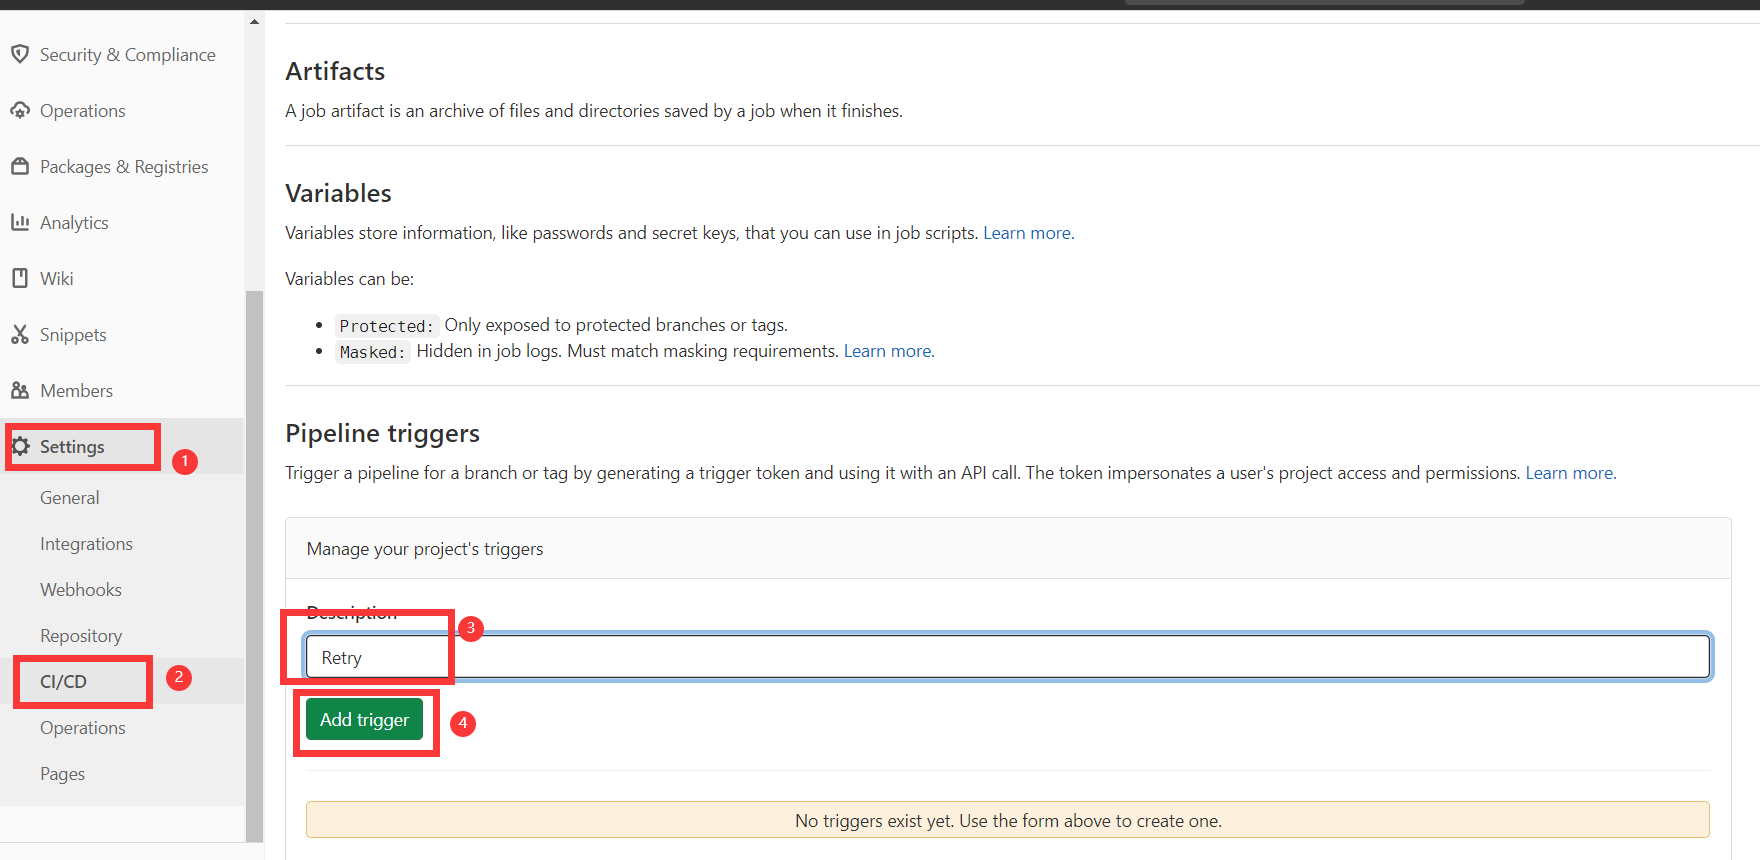 Security & Compliance
Operations
Packages & Registries
Analytics
Wiki
Snippets
Members
Settings
1
General
Integrations
Webhooks
Repository
CI/CD
2
Operations
Pages
Artifacts
A job artifact is an archive of files and directories saved by a job when it finishes.
Variables
Variables store information, like passwords and secret keys, that you can use in job scripts. Learn more.
Variables can be:
• Protected: Only exposed to protected branches or tags.
• Masked: Hidden in job logs. Must match masking requirements. Learn more.
Pipeline triggers
Trigger a pipeline for a branch or tag by generating a trigger token and using it with an API call. The token impersonates a user's project access and permissions. Learn more.
Manage your project's triggers
Description
3
Retry
Add trigger
4
No triggers exist yet. Use the form above to create one.